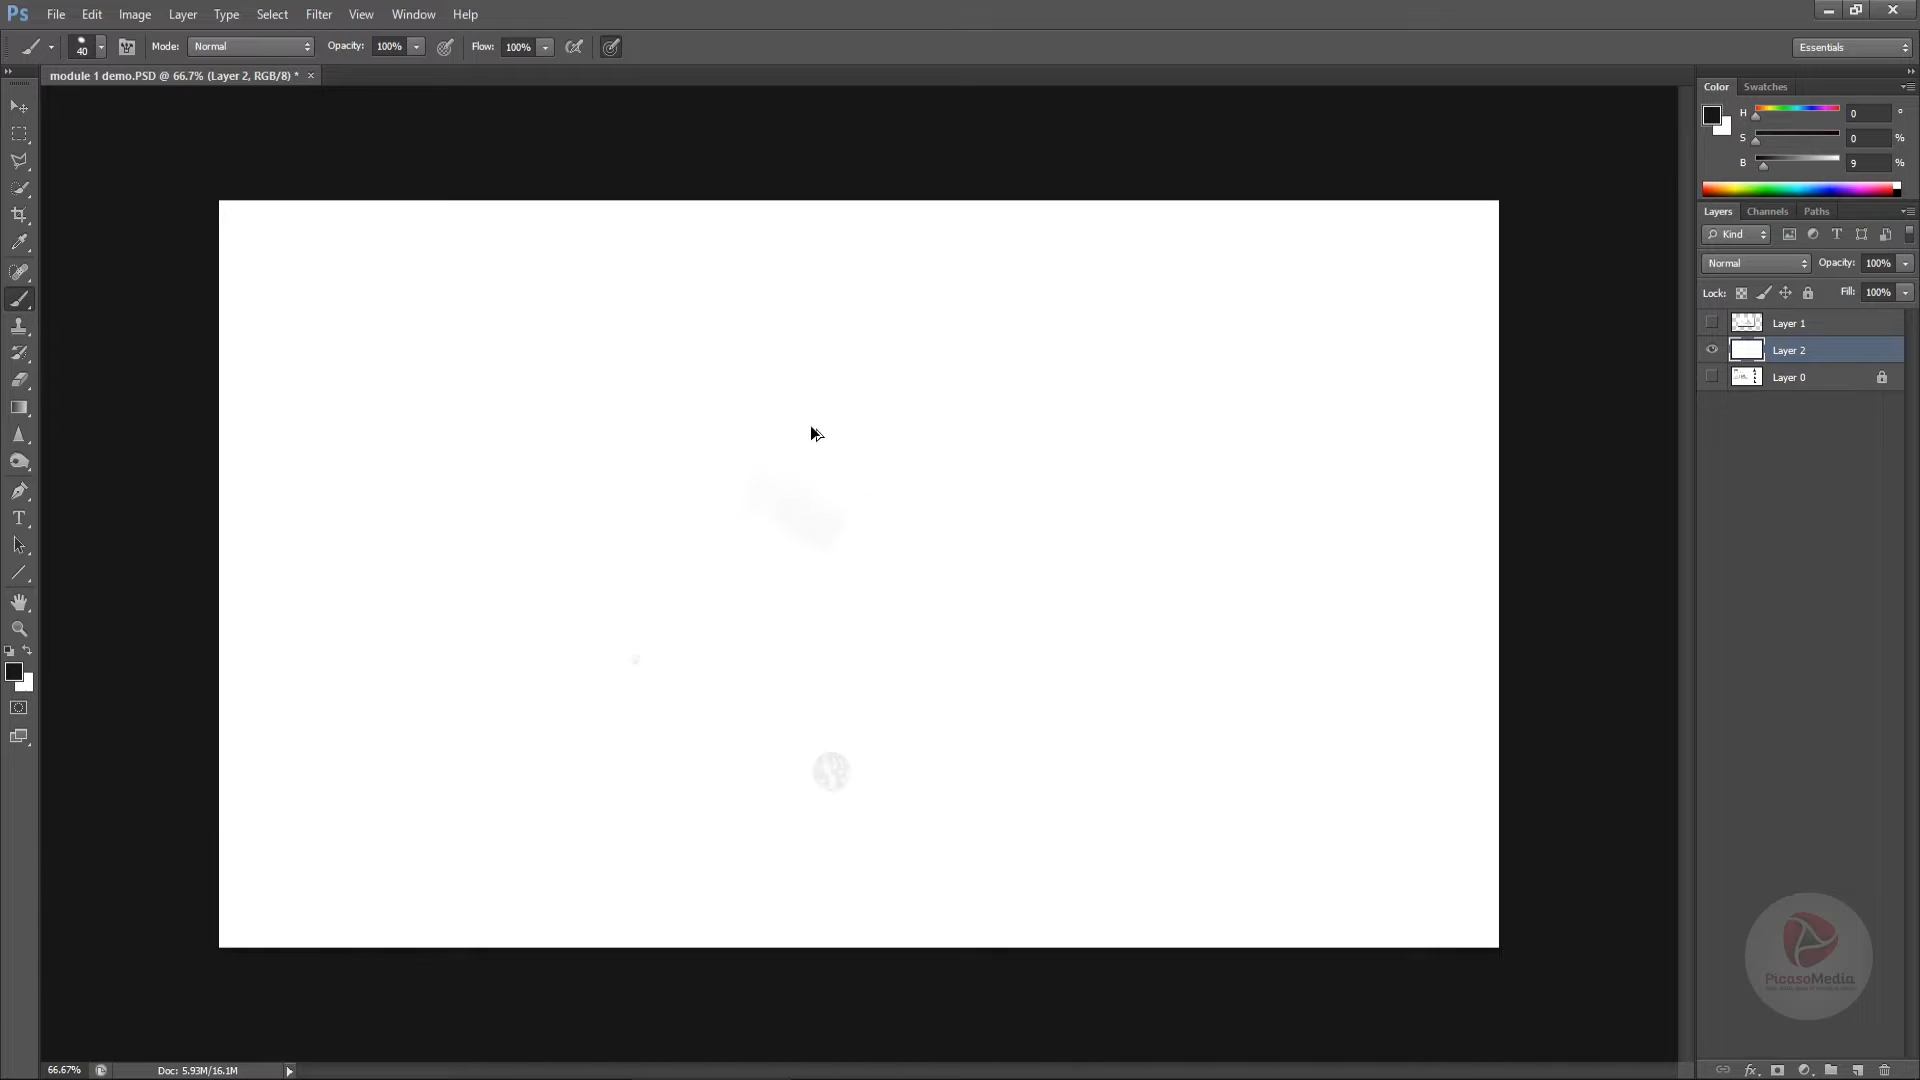 Ps File Edit Image Layer Type Select Filter View Window Help
40 Mode: Normal Opacity: 100% Flow: 100% Essentials
module 1 demo.PSD @ 66.7% (Layer 2, RGB/8) * ×
Color Swatches
H 0 °
S 0 %
B 9 %
Layers Channels Paths
Kind T
Normal Opacity: 100%
Lock: Fill: 100%
Layer 1
Layer 2
Layer 0
T
PicasoMedia
66.67% Doc: 5.93M/16.1M fx